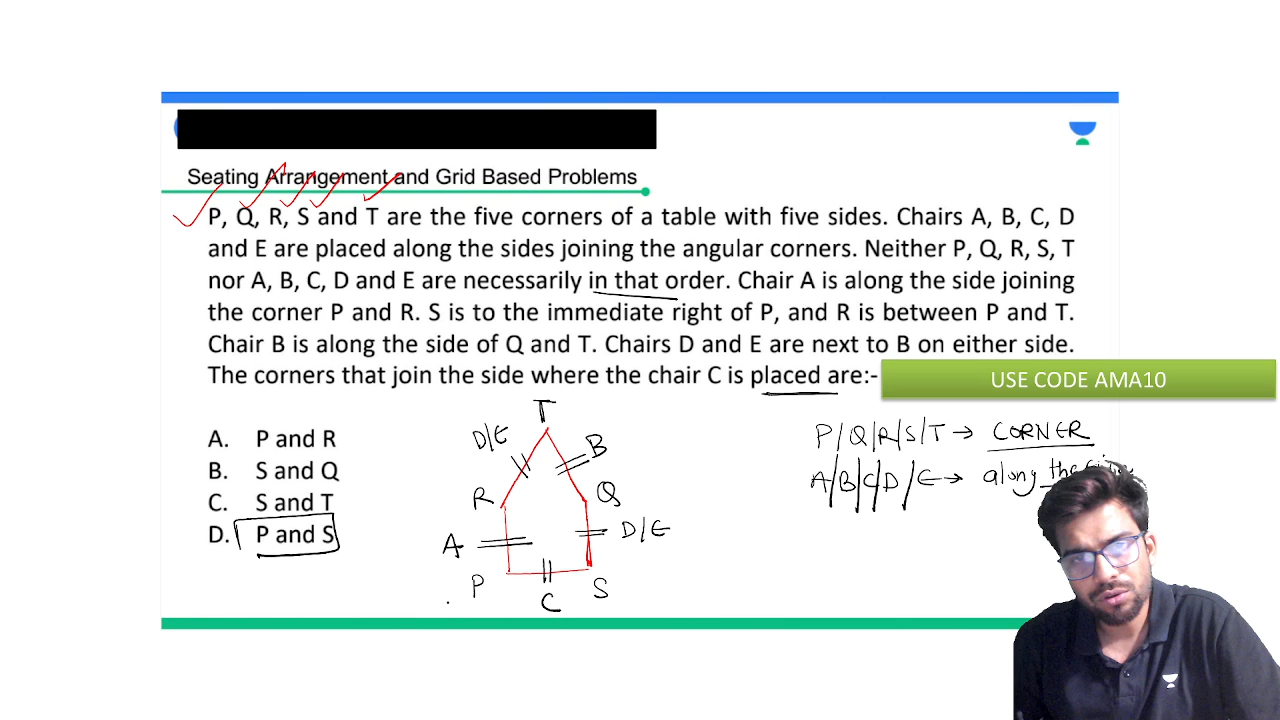 Seating Arrangement and Grid Based Problems
P, Q, R, S and T are the five corners of a table with five sides. Chairs A, B, C, D
and E are placed along the sides joining the angular corners. Neither P, Q, R, S, T
nor A, B, C, D and E are necessarily in that order. Chair A is along the side joining
the corner P and R. S is to the immediate right of P, and R is between P and T.
Chair B is along the side of Q and T. Chairs D and E are next to B on either side.
The corners that join the side where the chair C is placed are:-
USE CODE AMA10
A. P and R
B. S and Q
C. S and T
D. P and S
T
D/E
B
R
Q
A
D/E
P
C
S
P/Q/R/S/T → CORNER
A/B/C/D/E → along the